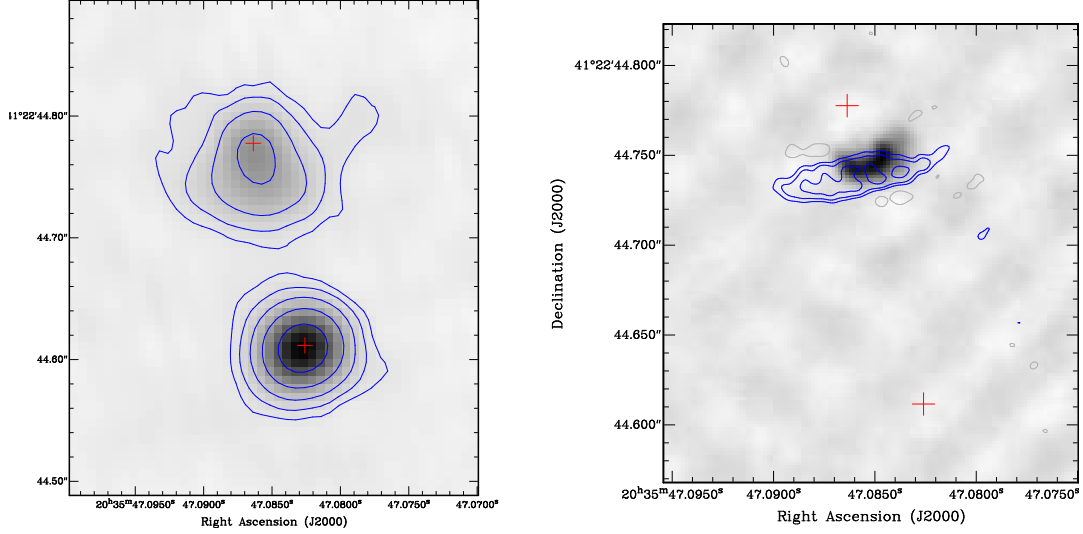 11°22′44.80″
44.70″
44.60″
44.50″
20ʰ35ᵐ47.0950ˢ 47.0900ˢ 47.0850ˢ 47.0800ˢ 47.0750ˢ 47.0700ˢ
Right Ascension (J2000)
41°22′44.800″
44.750″
44.700″
44.650″
44.600″
Declination (J2000)
20ʰ35ᵐ47.0950ˢ 47.0900ˢ 47.0850ˢ 47.0800ˢ 47.0750ˢ
Right Ascension (J2000)